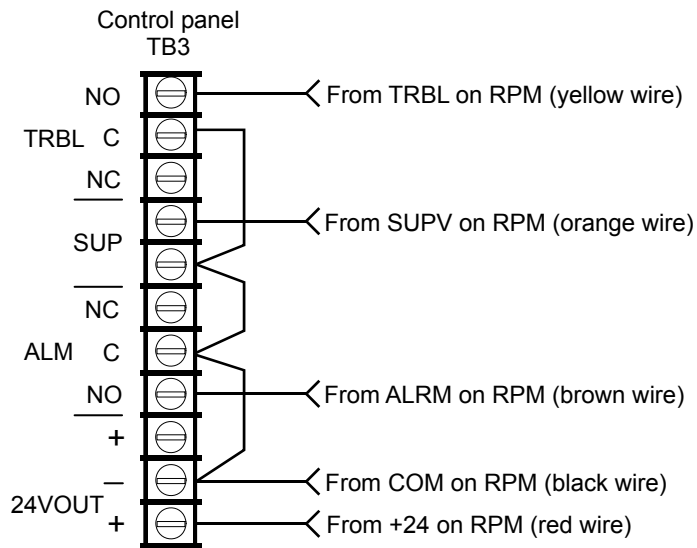 Control panel
TB3
NO
From TRBL on RPM (yellow wire)
TRBL C
NC
From SUPV on RPM (orange wire)
SUP
NC
ALM C
NO
From ALRM on RPM (brown wire)
+
–
From COM on RPM (black wire)
24VOUT
+
From +24 on RPM (red wire)